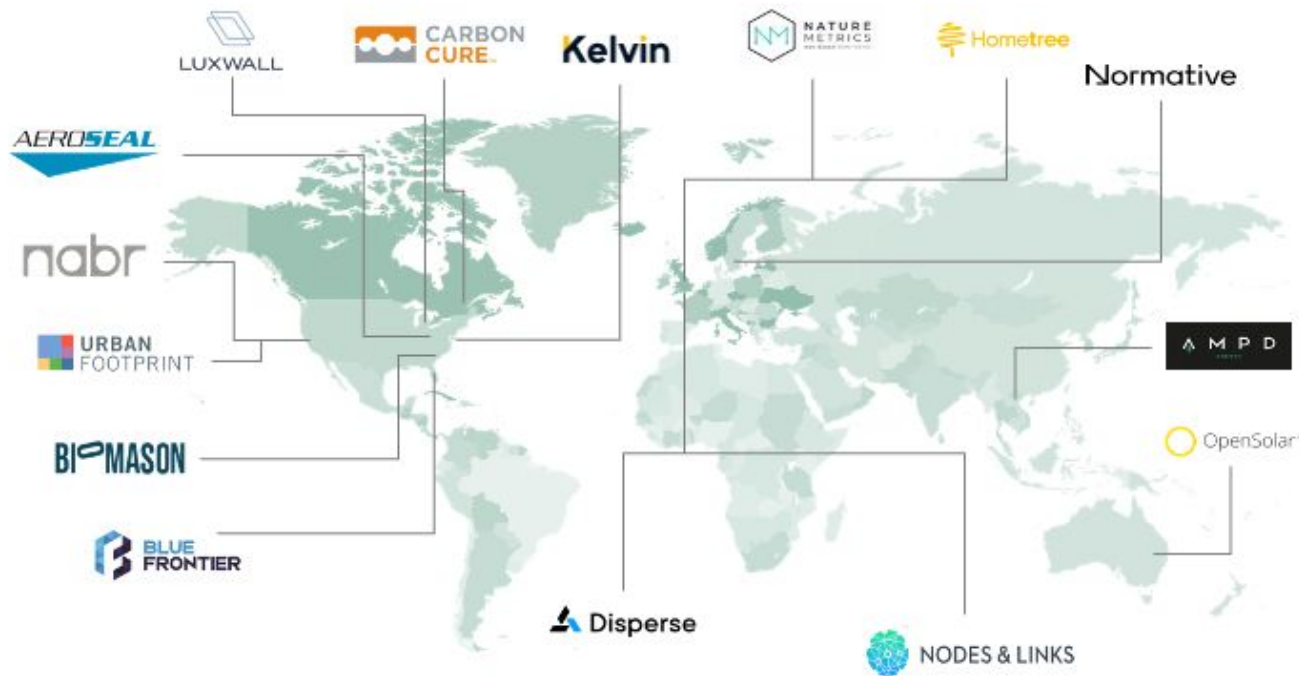 LUXWALL
CARBON
CURE
Kelvin
NM
NATURE
METRICS
Hometree
Normative
AEROSEAL
nabr
URBAN
FOOTPRINT
AMPD
OpenSolar
BIOMASON
BLUE
FRONTIER
Disperse
NODES & LINKS